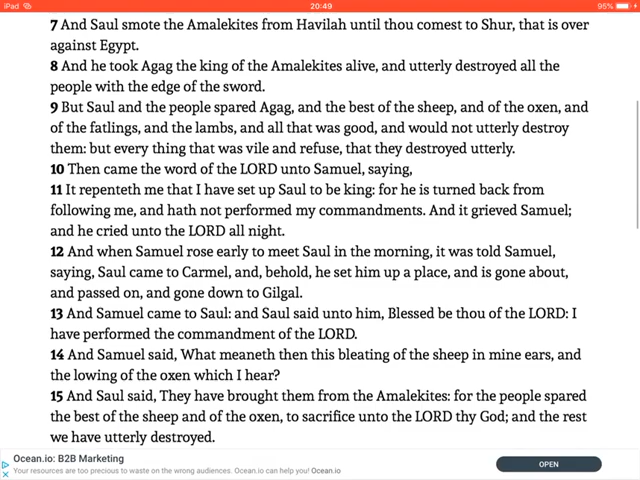 iPad
20:49
95%
7 And Saul smote the Amalekites from Havilah until thou comest to Shur, that is over
against Egypt.
8 And he took Agag the king of the Amalekites alive, and utterly destroyed all the
people with the edge of the sword.
9 But Saul and the people spared Agag, and the best of the sheep, and of the oxen, and
of the fatlings, and the lambs, and all that was good, and would not utterly destroy
them: but every thing that was vile and refuse, that they destroyed utterly.
10 Then came the word of the LORD unto Samuel, saying,
11 It repenteth me that I have set up Saul to be king: for he is turned back from
following me, and hath not performed my commandments. And it grieved Samuel;
and he cried unto the LORD all night.
12 And when Samuel rose early to meet Saul in the morning, it was told Samuel,
saying, Saul came to Carmel, and, behold, he set him up a place, and is gone about,
and passed on, and gone down to Gilgal.
13 And Samuel came to Saul: and Saul said unto him, Blessed be thou of the LORD: I
have performed the commandment of the LORD.
14 And Samuel said, What meaneth then this bleating of the sheep in mine ears, and
the lowing of the oxen which I hear?
15 And Saul said, They have brought them from the Amalekites: for the people spared
the best of the sheep and of the oxen, to sacrifice unto the LORD thy God; and the rest
we have utterly destroyed.
Ocean.io: B2B Marketing
Your resources are too precious to waste on the wrong audiences. Ocean.io can help you! Ocean.io
OPEN